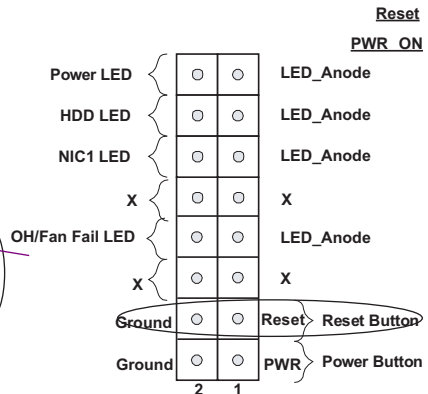 Reset
PWR_ON
Power LED LED_Anode
HDD LED LED_Anode
NIC1 LED LED_Anode
X X
OH/Fan Fail LED LED_Anode
X X
Ground Reset Reset Button
Ground PWR Power Button
2 1